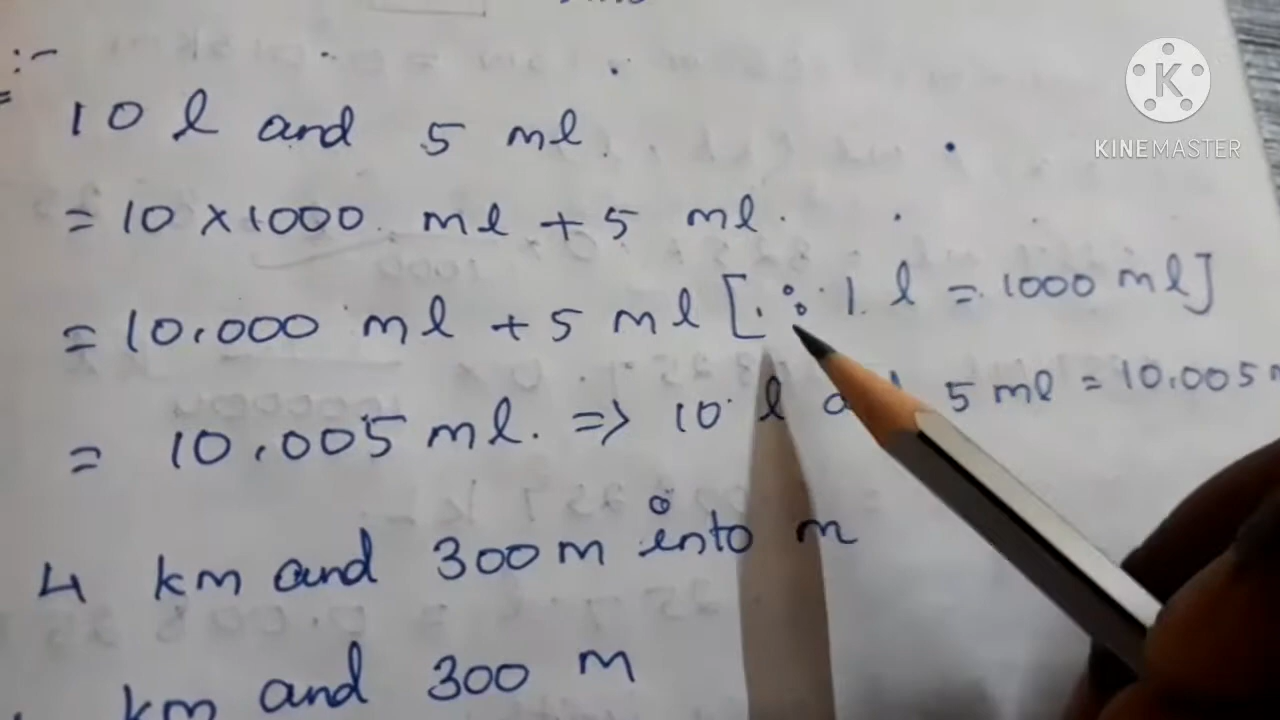 :-
K
KINEMASTER
10 l and 5 ml.
= 10 × 1000 ml + 5 ml.
= 10,000 ml + 5 ml [∵ 1 l = 1000 ml]
= 10,005 ml. => 10 l 5 ml = 10,005
4 km and 300 m into m
km and 300 m